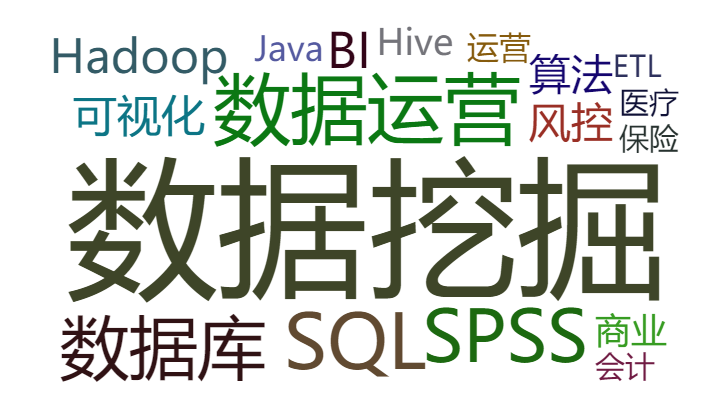 Hadoop
Java
BI
Hive
运营
算法
ETL
可视化
数据运营
风控
医疗
保险
数据挖掘
数据库
SQL
SPSS
商业
会计